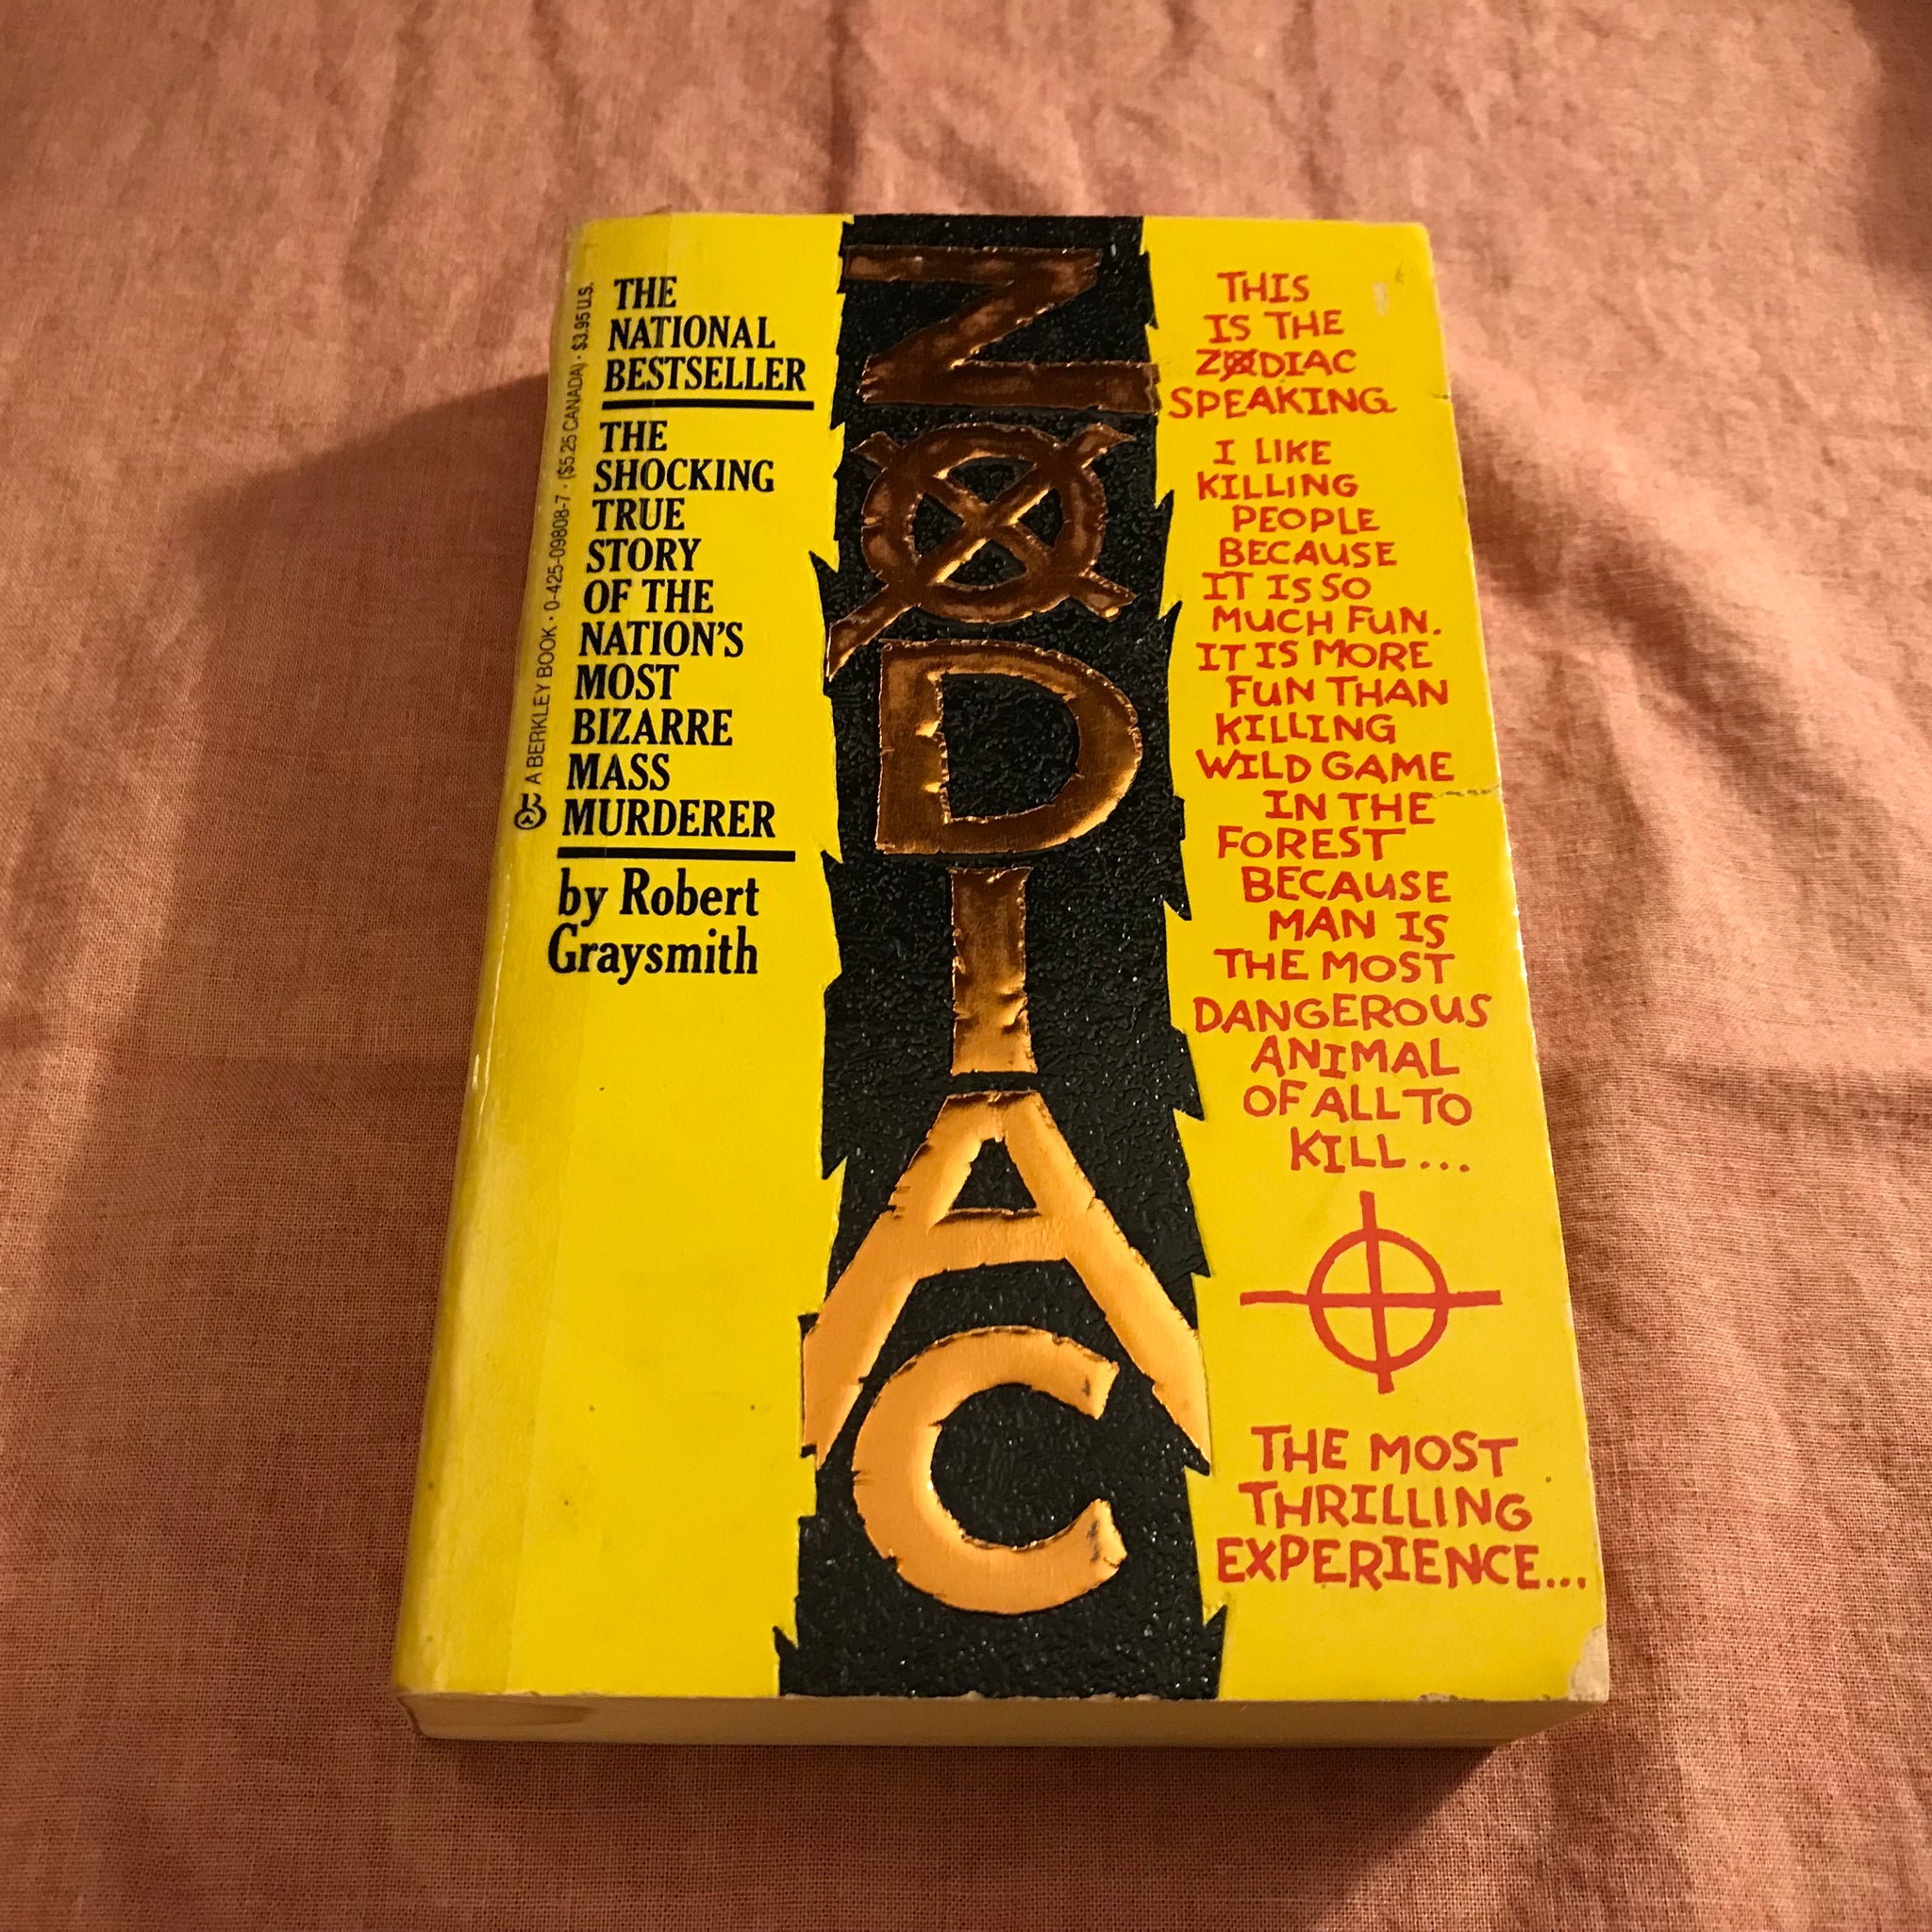 THE
NATIONAL
BESTSELLER
THE
SHOCKING
TRUE
STORY
OF THE
NATION'S
MOST
BIZARRE
MASS
MURDERER
by Robert
Graysmith
A BERKLEY BOOK • 0-425-09808-7 • ($5.25 CANADA) • $3.95 U.S.
ZODIAC
THIS
IS THE
ZODIAC
SPEAKING
I LIKE
KILLING
PEOPLE
BECAUSE
IT IS SO
MUCH FUN.
IT IS MORE
FUN THAN
KILLING
WILD GAME
IN THE
FOREST
BECAUSE
MAN IS
THE MOST
DANGEROUS
ANIMAL
OF ALL TO
KILL...
THE MOST
THRILLING
EXPERIENCE...